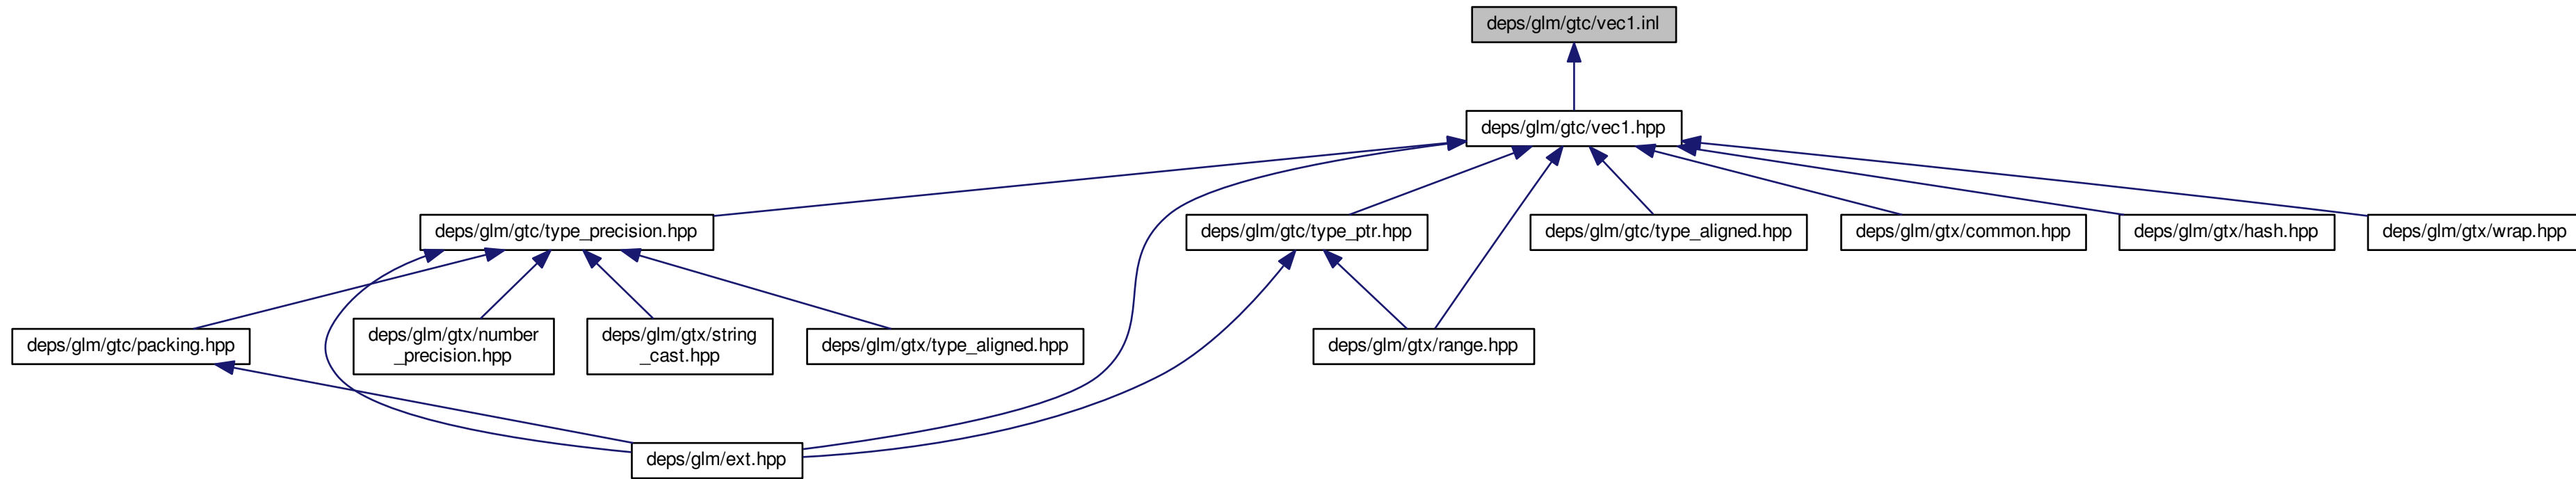 deps/glm/gtc/vec1.inl
deps/glm/gtc/vec1.hpp
deps/glm/gtc/type_precision.hpp
deps/glm/gtc/type_ptr.hpp
deps/glm/gtc/type_aligned.hpp
deps/glm/gtx/common.hpp
deps/glm/gtx/hash.hpp
deps/glm/gtx/wrap.hpp
deps/glm/gtc/packing.hpp
deps/glm/gtx/number
_precision.hpp
deps/glm/gtx/string
_cast.hpp
deps/glm/gtx/type_aligned.hpp
deps/glm/gtx/range.hpp
deps/glm/ext.hpp